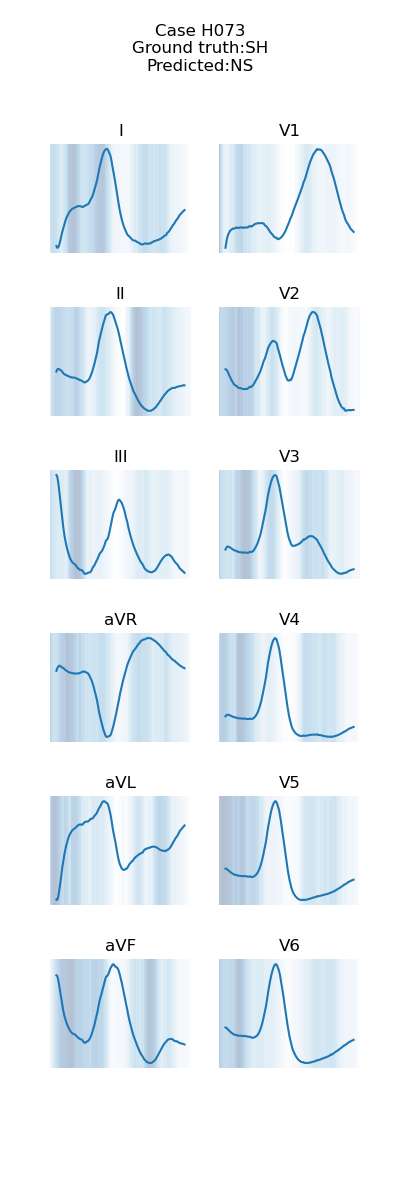 Case H073
Ground truth:SH
Predicted:NS
I
V1
II
V2
III
V3
aVR
V4
aVL
V5
aVF
V6